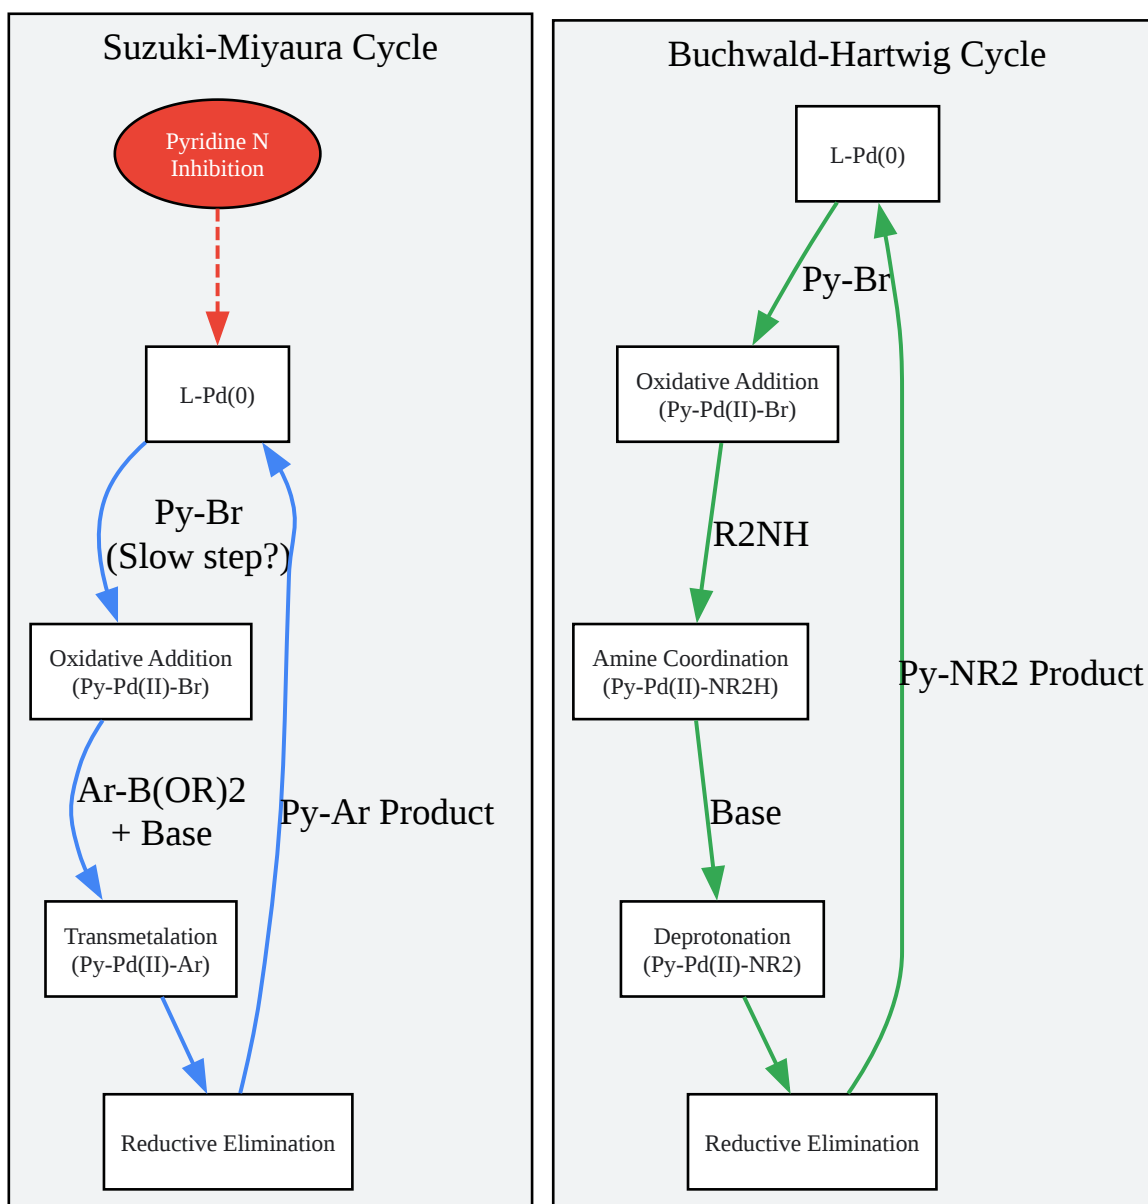 Suzuki-Miyaura Cycle
Pyridine N
Inhibition
L-Pd(0)
Py-Br
(Slow step?)
Oxidative Addition
(Py-Pd(II)-Br)
Ar-B(OR)2
+ Base
Py-Ar Product
Transmetalation
(Py-Pd(II)-Ar)
Reductive Elimination
Buchwald-Hartwig Cycle
L-Pd(0)
Py-Br
Oxidative Addition
(Py-Pd(II)-Br)
R2NH
Amine Coordination
(Py-Pd(II)-NR2H)
Py-NR2 Product
Base
Deprotonation
(Py-Pd(II)-NR2)
Reductive Elimination